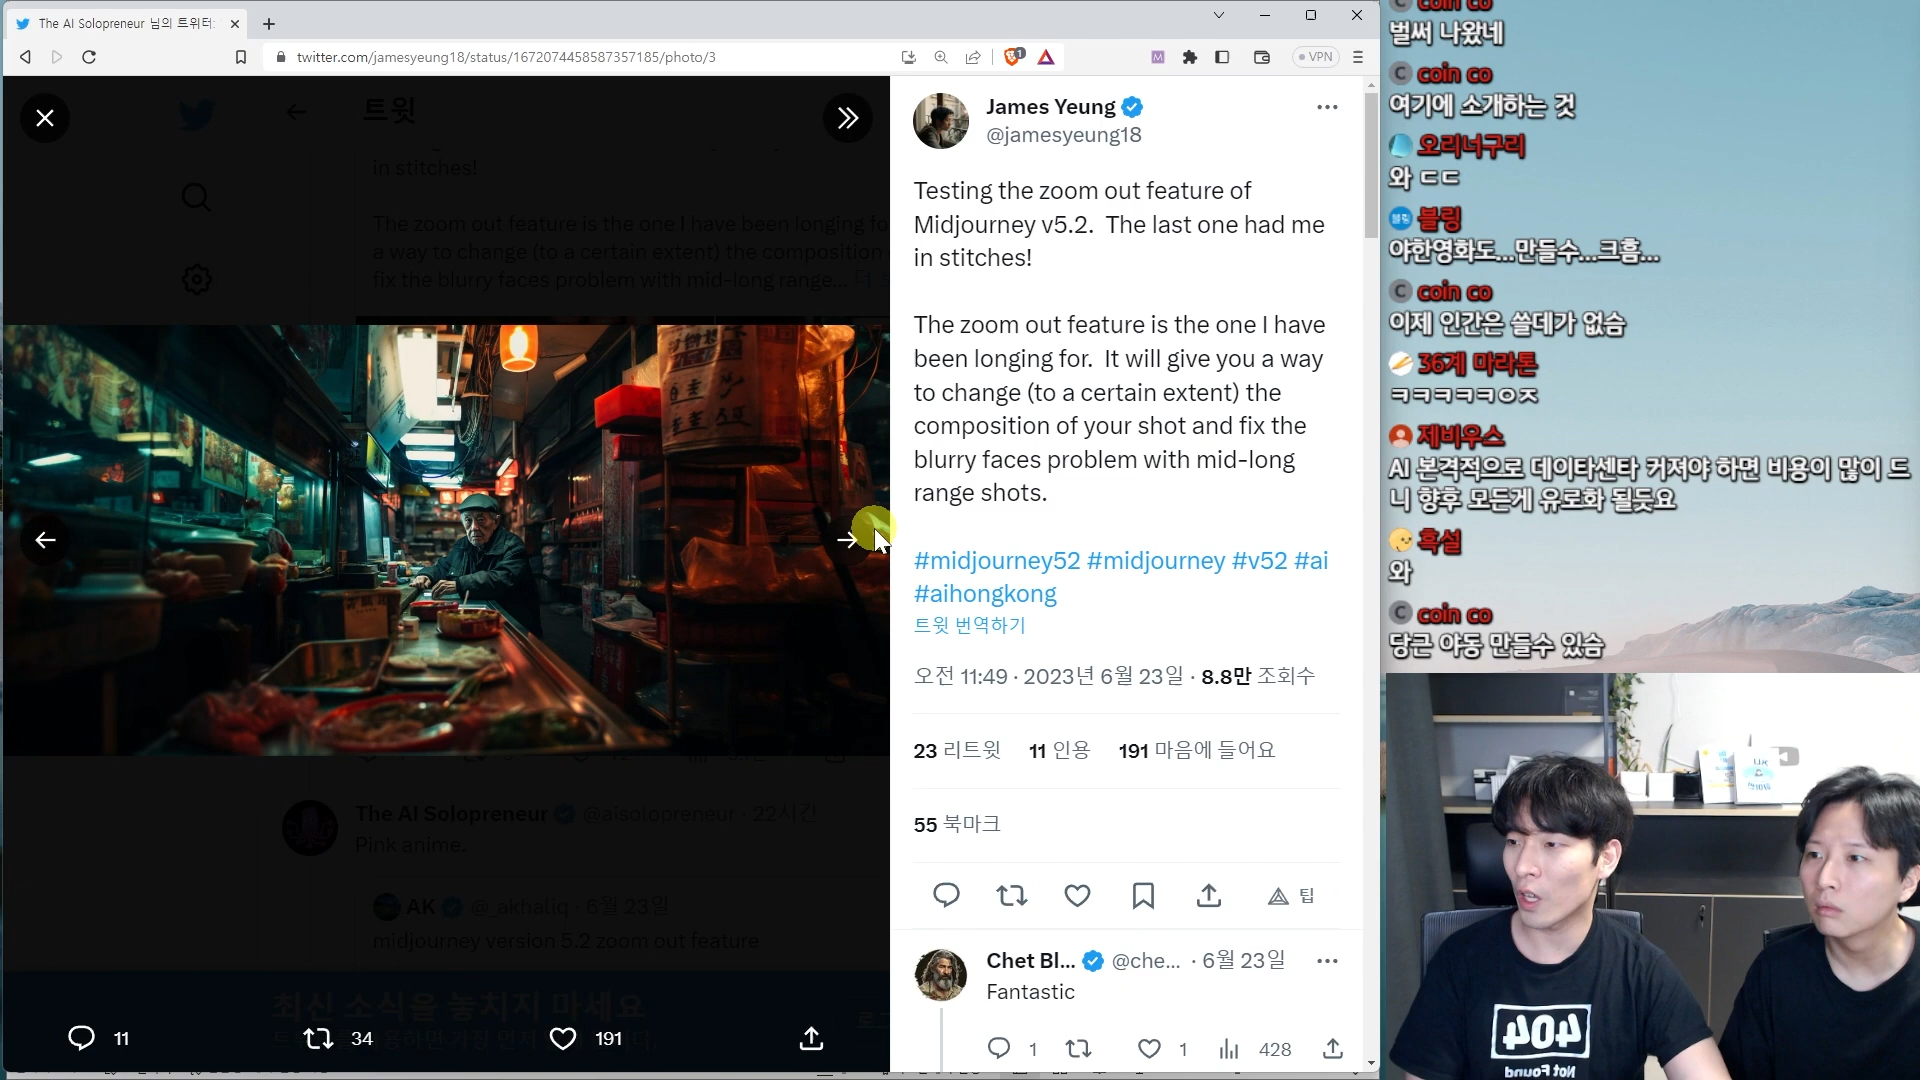 The AI Solopreneur 님의 트위터:
twitter.com/jamesyeung18/status/1672074458587357185/photo/3
1
VPN
트윗
in stitches!
The zoom out feature is the one I have been longing fo
a way to change (to a certain extent) the composition
fix the blurry faces problem with mid-long range...
The AI Solopreneur @aisolopreneur · 22시간
Pink anime.
AK @_akhaliq · 6월 23일
midjourney version 5.2 zoom out feature
최신 소식을 놓치지 마세요
11
34
191
James Yeung
@jamesyeung18
Testing the zoom out feature of
Midjourney v5.2. The last one had me
in stitches!
The zoom out feature is the one I have
been longing for. It will give you a way
to change (to a certain extent) the
composition of your shot and fix the
blurry faces problem with mid-long
range shots.
#midjourney52 #midjourney #v52 #ai
#aihongkong
트윗 번역하기
오전 11:49 · 2023년 6월 23일 · 8.8만 조회수
23 리트윗 11 인용 191 마음에 들어요
55 북마크
팁
Chet Bl... @che... · 6월 23일
Fantastic
1
1
428
coin co
벌써 나왔네
C coin co
여기에 소개하는 것
오리너구리
와 ㄷㄷ
블링 블링
야한영화도...만들수...크흠...
C coin co
이제 인간은 쓸데가 없슴
36계 마라톤
ㅋㅋㅋㅋㅋㅇㅈ
제비우스
AI 본격적으로 데이타센타 커져야 하면 비용이 많이 드
니 향후 모든게 유로화 될듯요
흑설
와
C coin co
당근 야동 만들수 있슴
404
Not Found